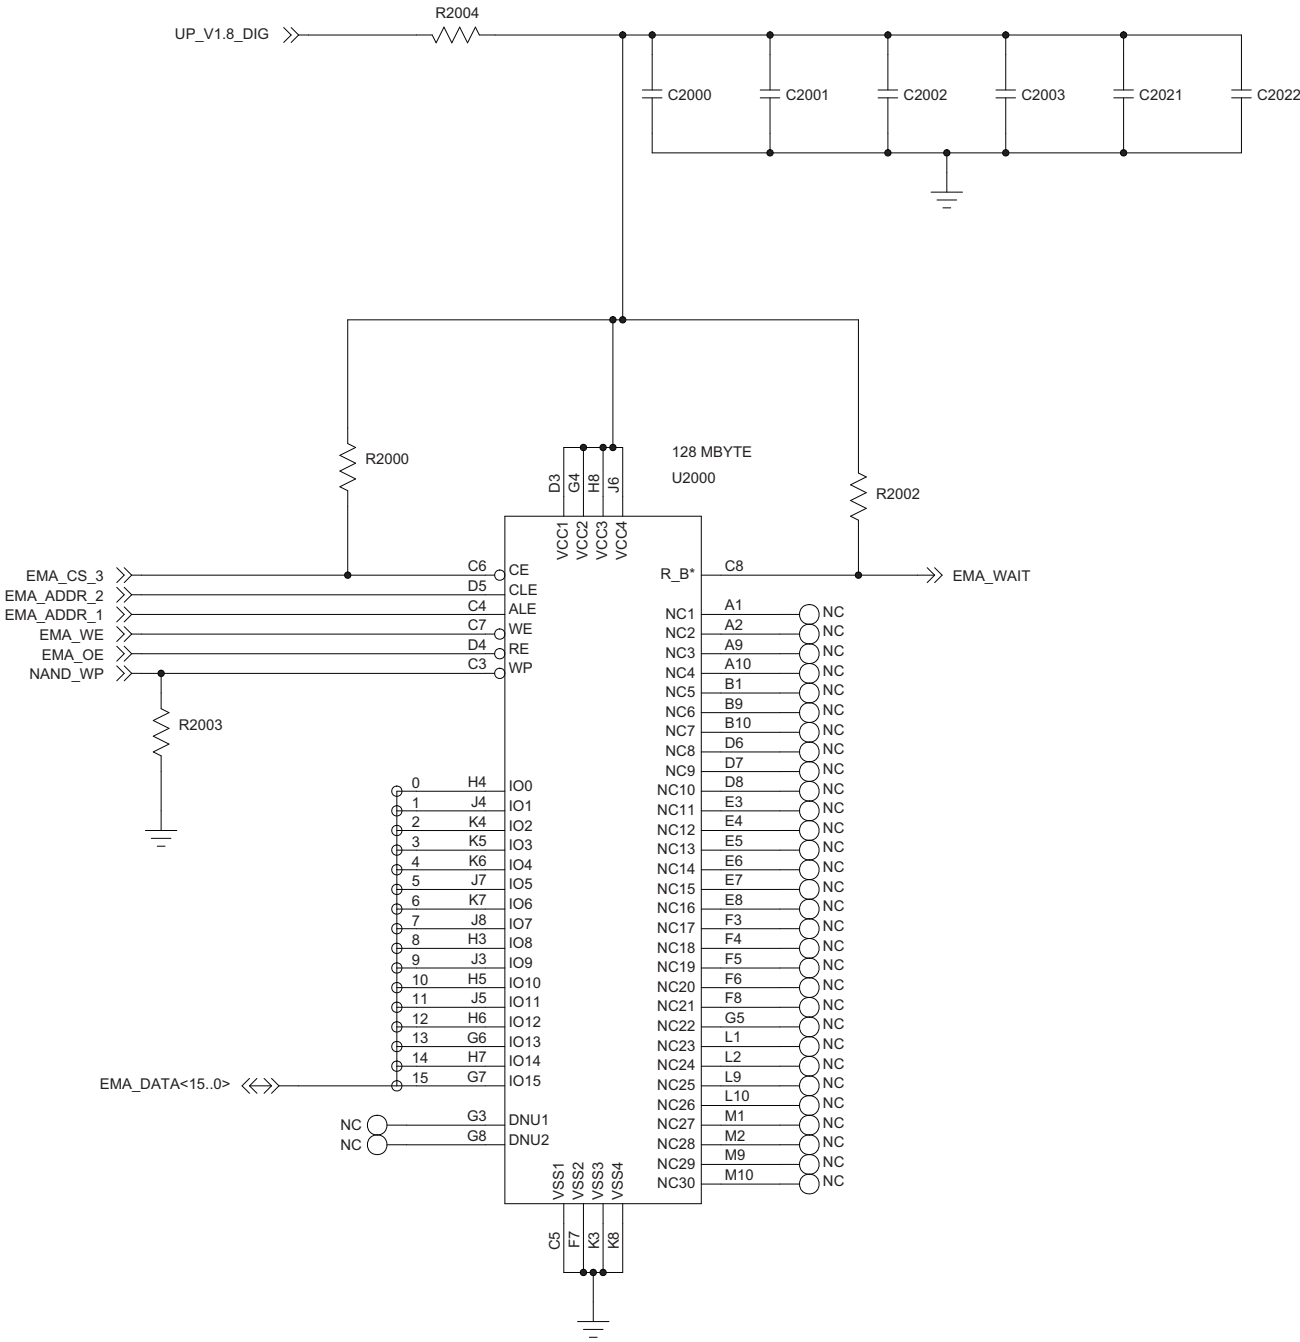 R2004
UP_V1.8_DIG
C2000
C2001
C2002
C2003
C2021
C2022
R2000
128 MBYTE
U2000
R2002
D3
G4
H8
J6
VCC1
VCC2
VCC3
VCC4
EMA_CS_3
C6
CE
R_B*
C8
EMA_WAIT
EMA_ADDR_2
D5
CLE
EMA_ADDR_1
C4
ALE
EMA_WE
C7
WE
EMA_OE
D4
RE
NAND_WP
C3
WP
R2003
NC1 A1 NC
NC2 A2 NC
NC3 A9 NC
NC4 A10 NC
NC5 B1 NC
NC6 B9 NC
NC7 B10 NC
NC8 D6 NC
NC9 D7 NC
NC10 D8 NC
NC11 E3 NC
NC12 E4 NC
NC13 E5 NC
NC14 E6 NC
NC15 E7 NC
NC16 E8 NC
NC17 F3 NC
NC18 F4 NC
NC19 F5 NC
NC20 F6 NC
NC21 F8 NC
NC22 G5 NC
NC23 L1 NC
NC24 L2 NC
NC25 L9 NC
NC26 L10 NC
NC27 M1 NC
NC28 M2 NC
NC29 M9 NC
NC30 M10 NC
0 H4 IO0
1 J4 IO1
2 K4 IO2
3 K5 IO3
4 K6 IO4
5 J7 IO5
6 K7 IO6
7 J8 IO7
8 H3 IO8
9 J3 IO9
10 H5 IO10
11 J5 IO11
12 H6 IO12
13 G6 IO13
14 H7 IO14
15 G7 IO15
EMA_DATA<15..0>
NC G3 DNU1
NC G8 DNU2
VSS1
VSS2
VSS3
VSS4
C5
F7
K3
K8